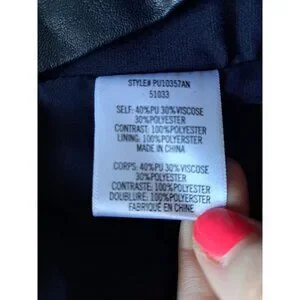 STYLE# PU10357AN
51033
SELF: 40%PU 30%VISCOSE
30%POLYESTER
CONTRAST: 100%POLYESTER
LINING: 100%POLYERSTER
MADE IN CHINA
CORPS: 40%PU 30%VISCOSE
30%POLYESTER
CONTRASTE: 100%POLYESTER
DOUBLURE: 100%POLYESTER
FABRIQUÉ EN CHINE